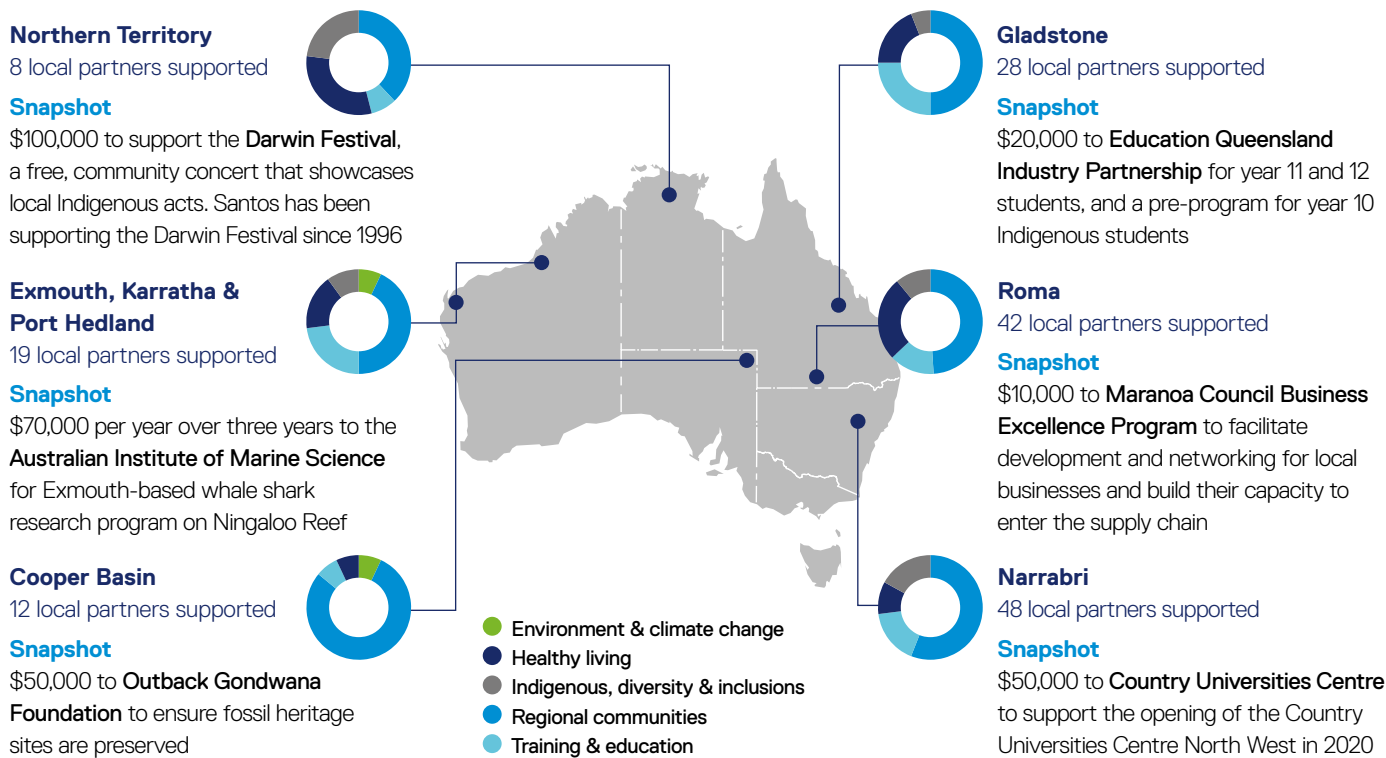 Northern Territory
8 local partners supported
Snapshot
$100,000 to support the Darwin Festival,
a free, community concert that showcases
local Indigenous acts. Santos has been
supporting the Darwin Festival since 1996
Exmouth, Karratha &
Port Hedland
19 local partners supported
Snapshot
$70,000 per year over three years to the
Australian Institute of Marine Science
for Exmouth-based whale shark
research program on Ningaloo Reef
Cooper Basin
12 local partners supported
Snapshot
$50,000 to Outback Gondwana
Foundation to ensure fossil heritage
sites are preserved
Environment & climate change
Healthy living
Indigenous, diversity & inclusions
Regional communities
Training & education
Gladstone
28 local partners supported
Snapshot
$20,000 to Education Queensland
Industry Partnership for year 11 and 12
students, and a pre-program for year 10
Indigenous students
Roma
42 local partners supported
Snapshot
$10,000 to Maranoa Council Business
Excellence Program to facilitate
development and networking for local
businesses and build their capacity to
enter the supply chain
Narrabri
48 local partners supported
Snapshot
$50,000 to Country Universities Centre
to support the opening of the Country
Universities Centre North West in 2020